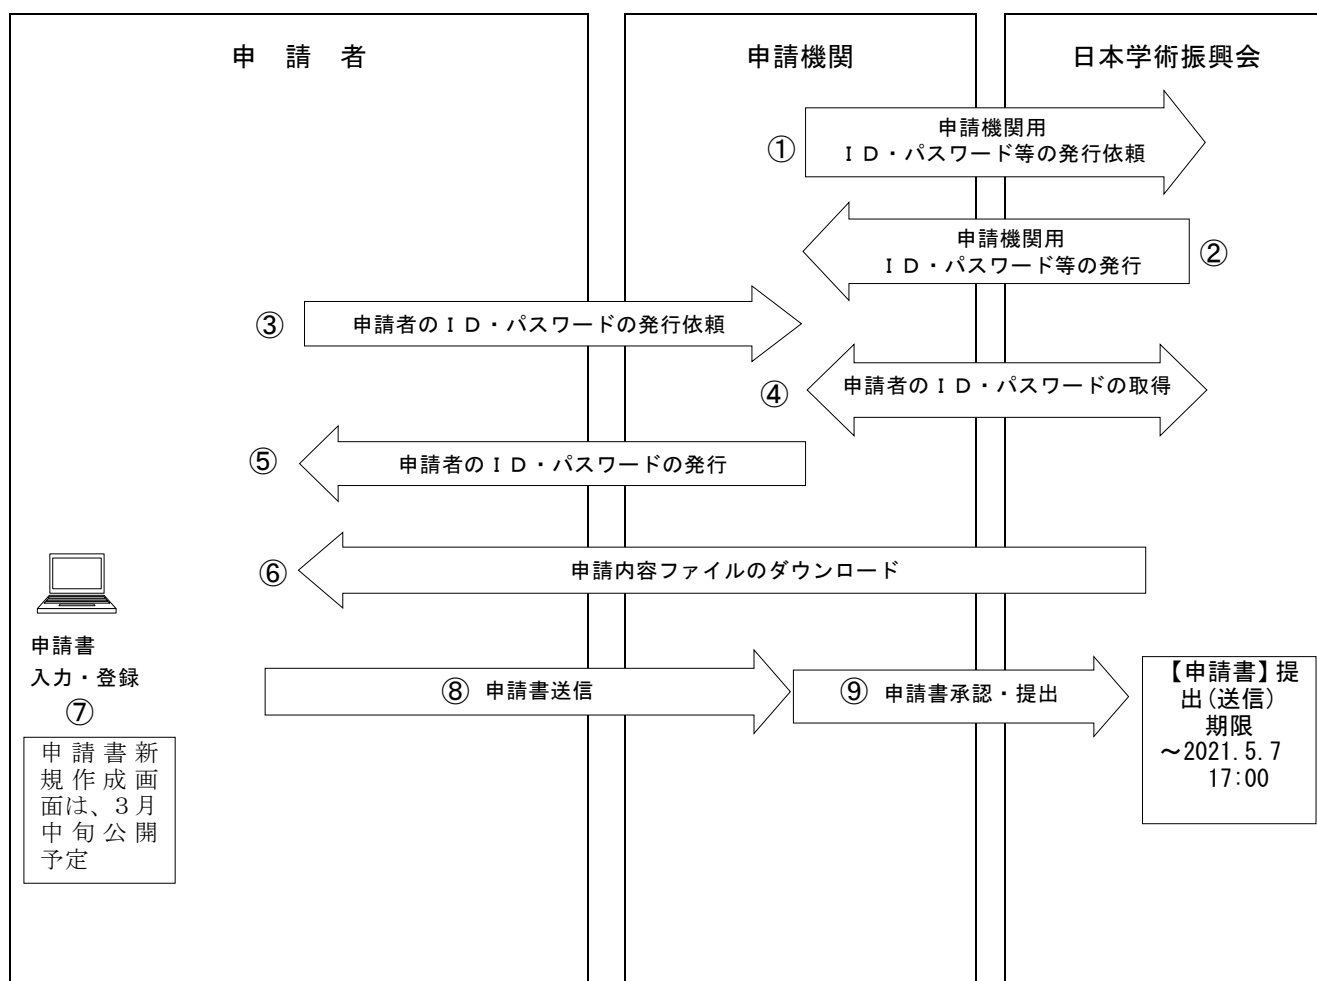 申　請　者
申請機関
日本学術振興会
申請機関用
①
ＩＤ・パスワード等の発行依頼
申請機関用
ＩＤ・パスワード等の発行
②
③
申請者のＩＤ・パスワードの発行依頼
④
申請者のＩＤ・パスワードの取得
⑤
申請者のＩＤ・パスワードの発行
⑥
申請内容ファイルのダウンロード
申請書
入力・登録
⑦
申請書新
規作成画
面は、３月
中旬公開
予定
⑧ 申請書送信
⑨ 申請書承認・提出
【申請書】提
出(送信)
期限
～2021.5.7
17:00